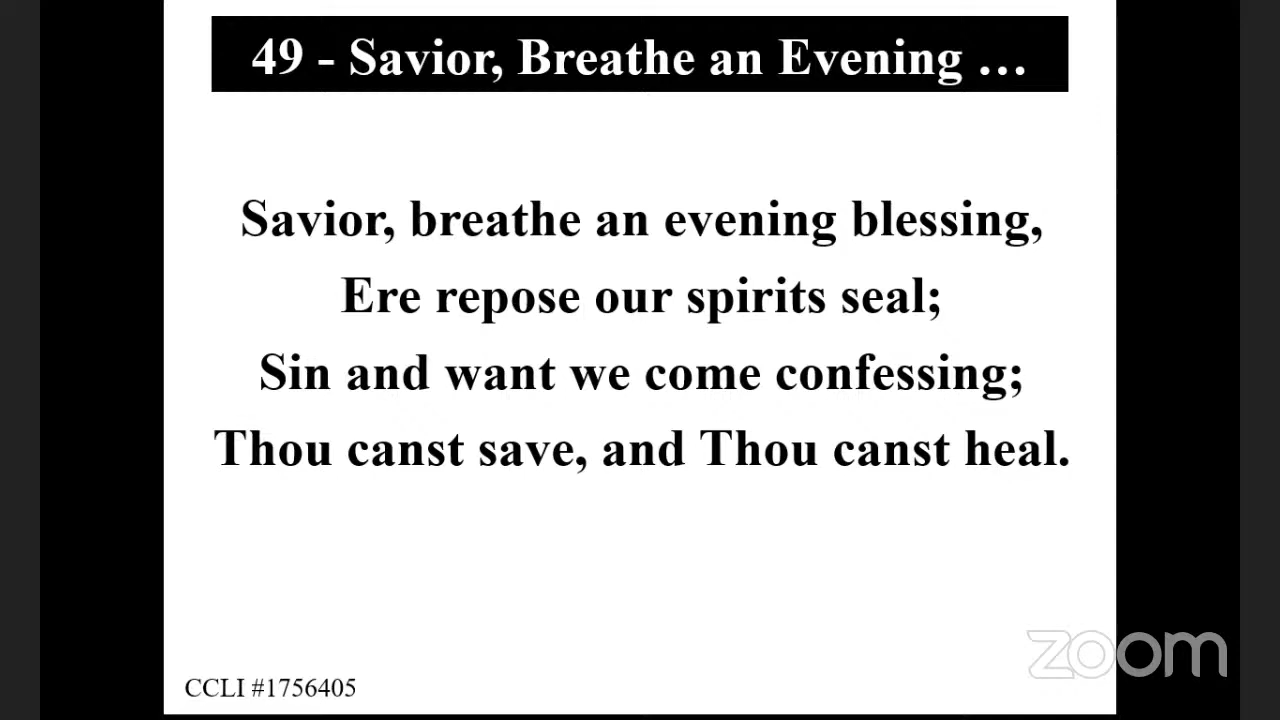 49 - Savior, Breathe an Evening …
Savior, breathe an evening blessing,
Ere repose our spirits seal;
Sin and want we come confessing;
Thou canst save, and Thou canst heal.
zoom
CCLI #1756405